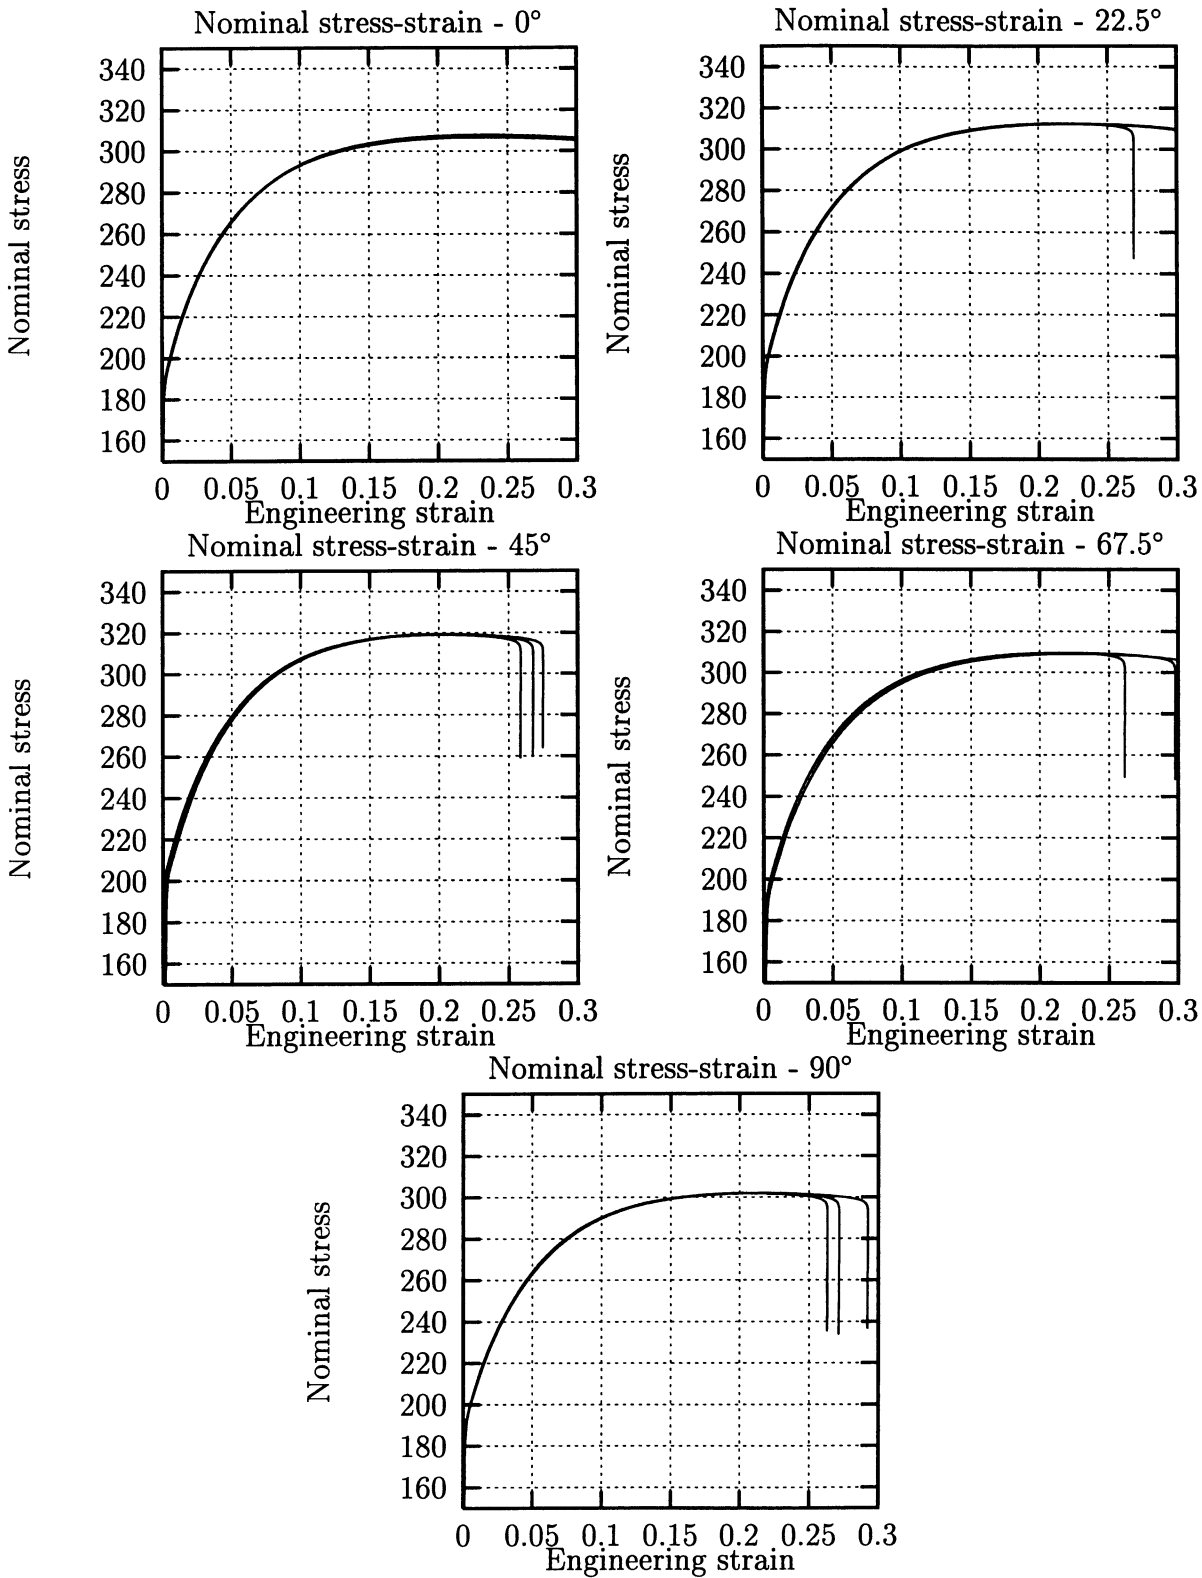 Nominal stress-strain - 0°
Nominal stress
340
320
300
280
260
240
220
200
180
160
0 0.05 0.1 0.15 0.2 0.25 0.3
Engineering strain
Nominal stress-strain - 22.5°
Nominal stress
340
320
300
280
260
240
220
200
180
160
0 0.05 0.1 0.15 0.2 0.25 0.3
Engineering strain
Nominal stress-strain - 45°
Nominal stress
340
320
300
280
260
240
220
200
180
160
0 0.05 0.1 0.15 0.2 0.25 0.3
Engineering strain
Nominal stress-strain - 67.5°
Nominal stress
340
320
300
280
260
240
220
200
180
160
0 0.05 0.1 0.15 0.2 0.25 0.3
Engineering strain
Nominal stress-strain - 90°
Nominal stress
340
320
300
280
260
240
220
200
180
160
0 0.05 0.1 0.15 0.2 0.25 0.3
Engineering strain